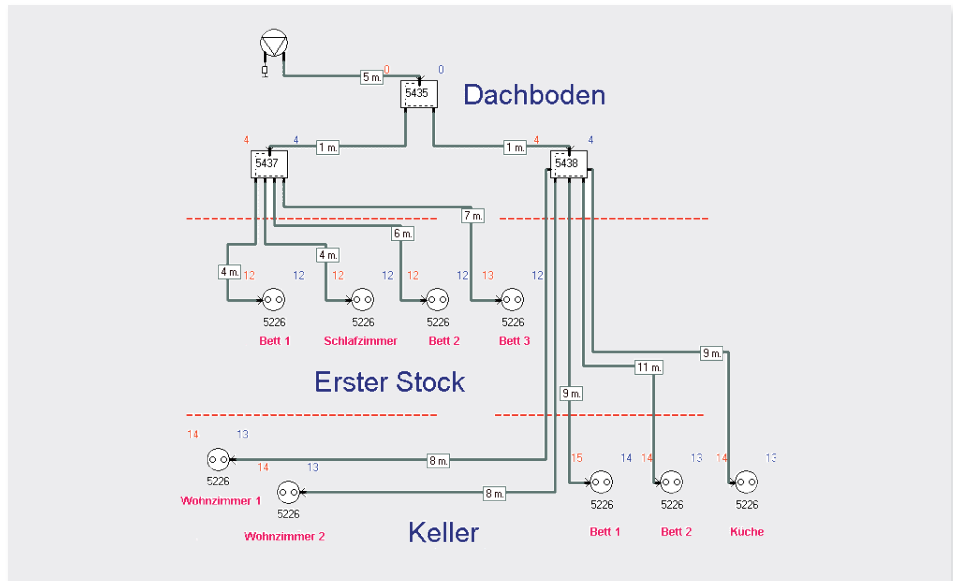 0 0
5 m.
5435
Dachboden
4 4 1 m. 1 m. 4 4
5437 5438
7 m.
6 m.
4 m.
4 m. 12 12 12 12 12 12 13 12
5226 5226 5226 5226
Bett 1 Schlafzimmer Bett 2 Bett 3
9 m.
11 m.
Erster Stock
9 m.
14 13
8 m.
14 13 15 14 14 13 14 13
5226
8 m.
Wohnzimmer 1
5226 5226 5226 5226
Wohnzimmer 2 Bett 1 Bett 2 Kuche
Keller